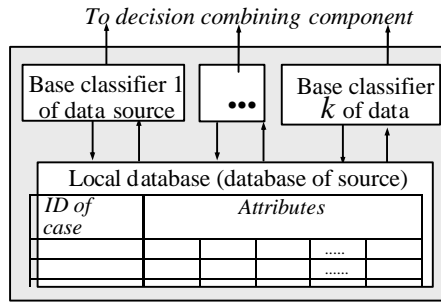 To decision combining component
Base classifier 1
of data source
...
Base classifier
k of data
Local database (database of source)
ID of
case
Attributes
.....
......